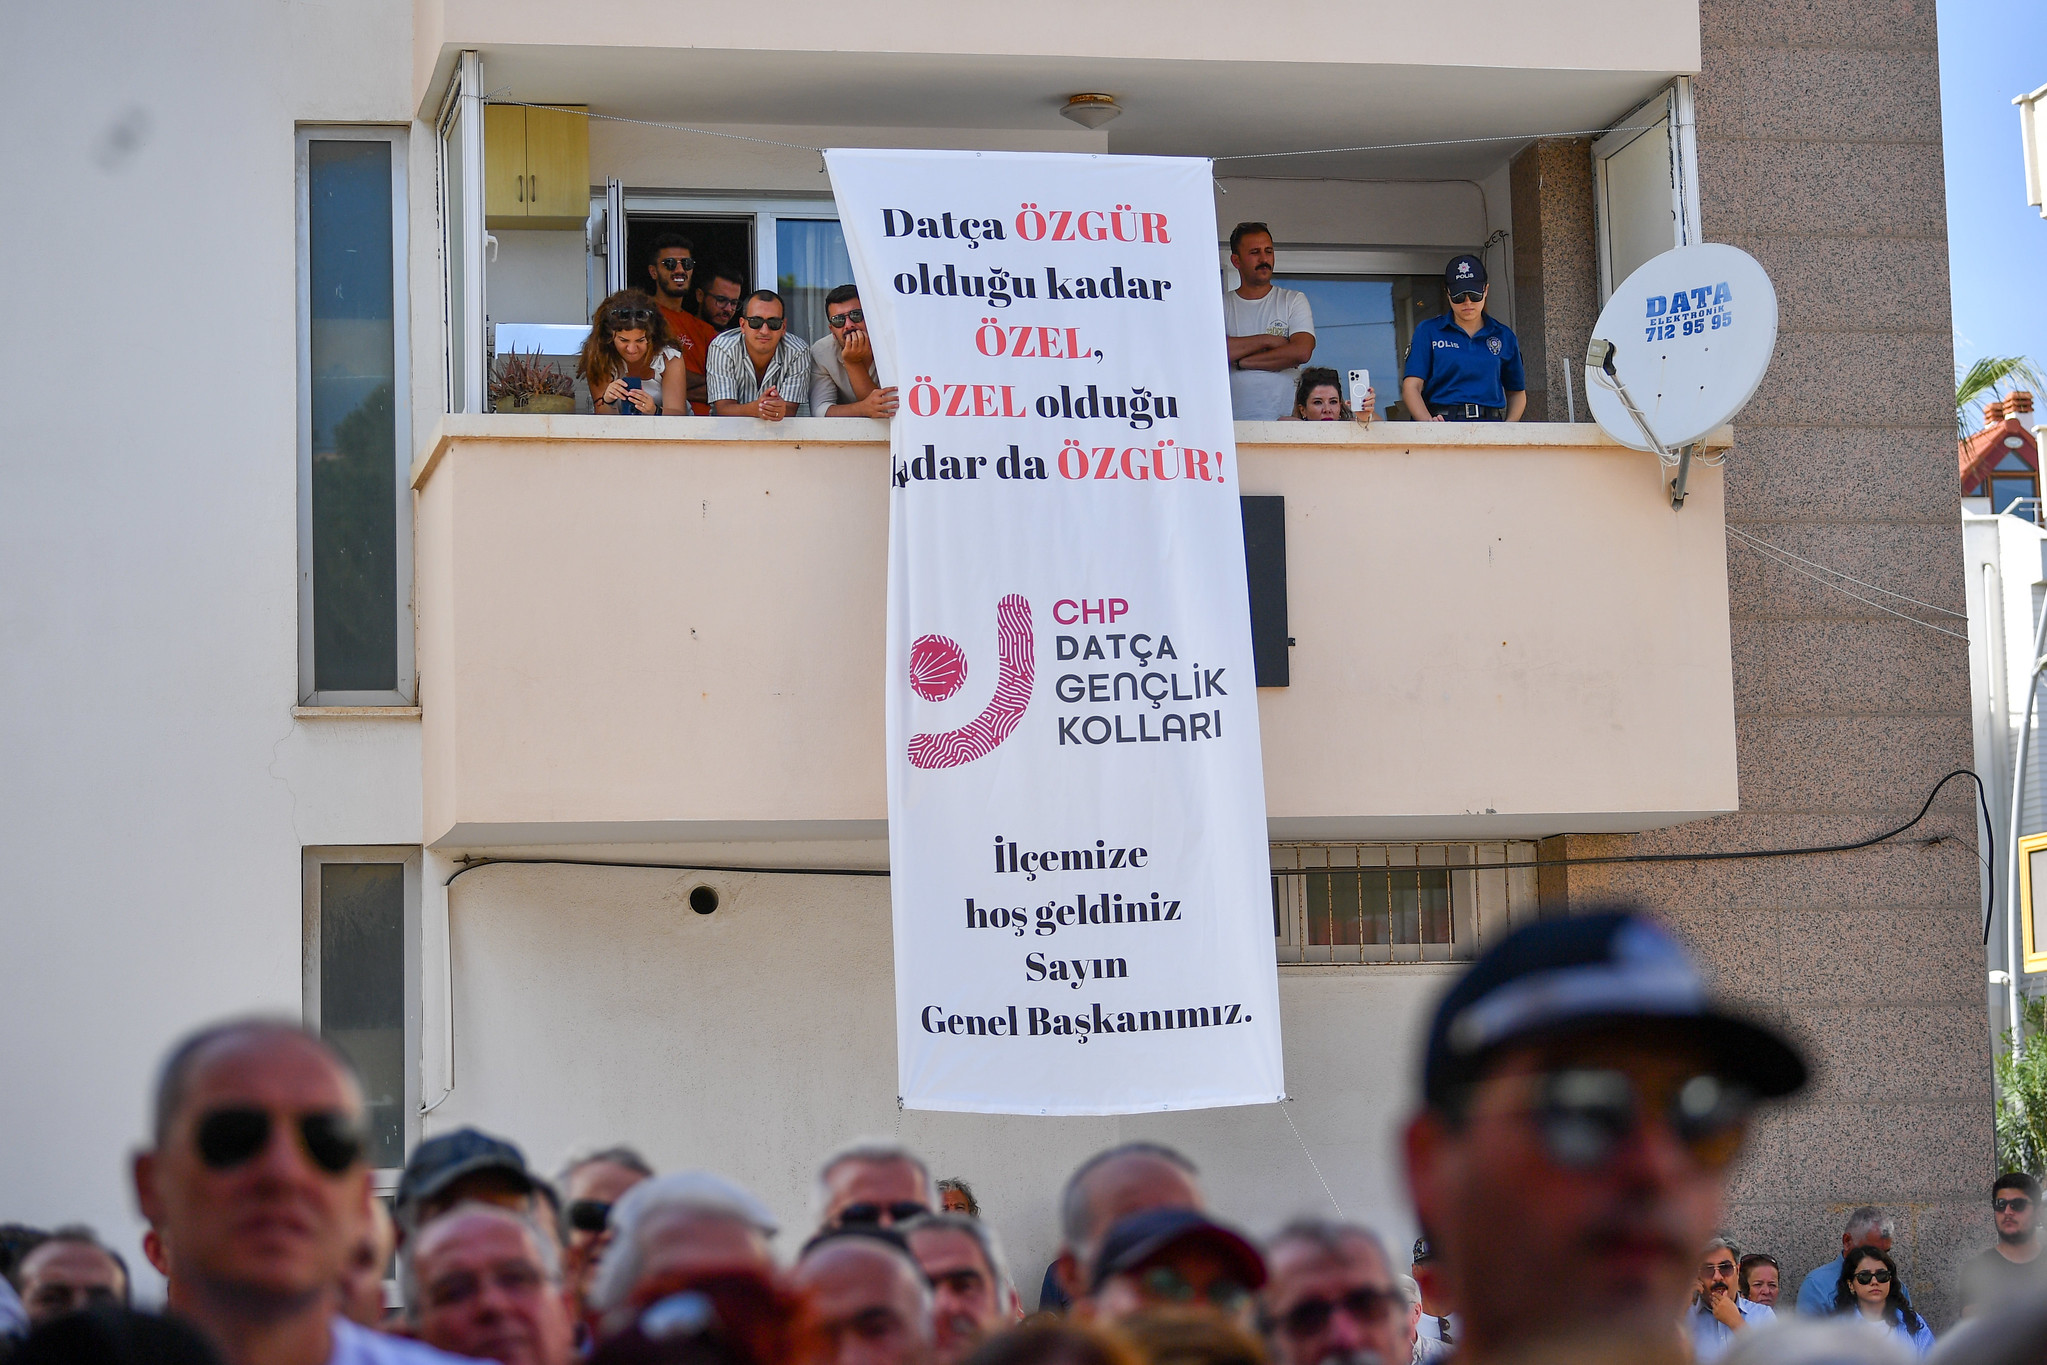 Datça ÖZGÜR
olduğu kadar
ÖZEL,
ÖZEL olduğu
kadar da ÖZGÜR!
CHP
DATÇA
GENÇLİK
KOLLARI
İlçemize
hoş geldiniz
Sayın
Genel Başkanımız.
POLİS
POLİS
DATA
ELEKTRONİK
712 95 95